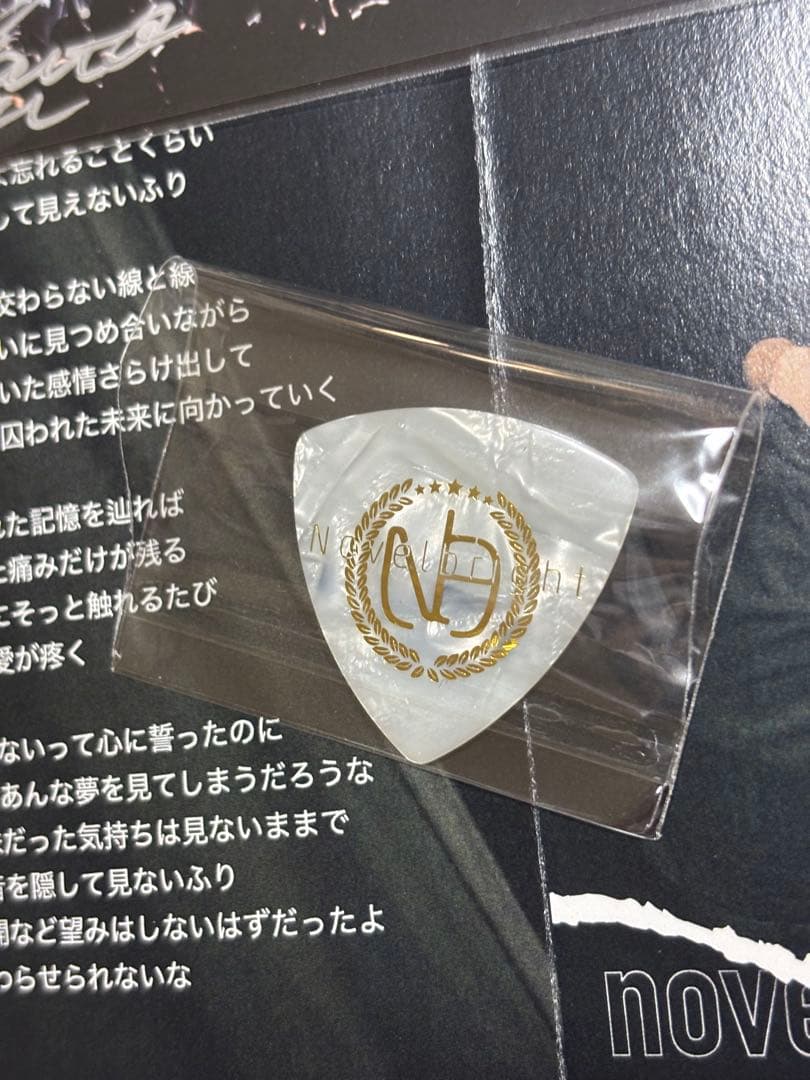 忘れることくらい
して見えないふり
交わらない線と線
いに見つめ合いながら
いた感情さらけ出して
囚われた未来に向かっていく
た記憶を辿れば
痛みだけが残る
にそっと触れるたび
愛が疼く
ないって心に誓ったのに
あんな夢を見てしまうだろうな
だった気持ちは見ないままで
を隠して見ないふり
など望みはしないはずだったよ
わらせられないな
Novelbright
NB
nove